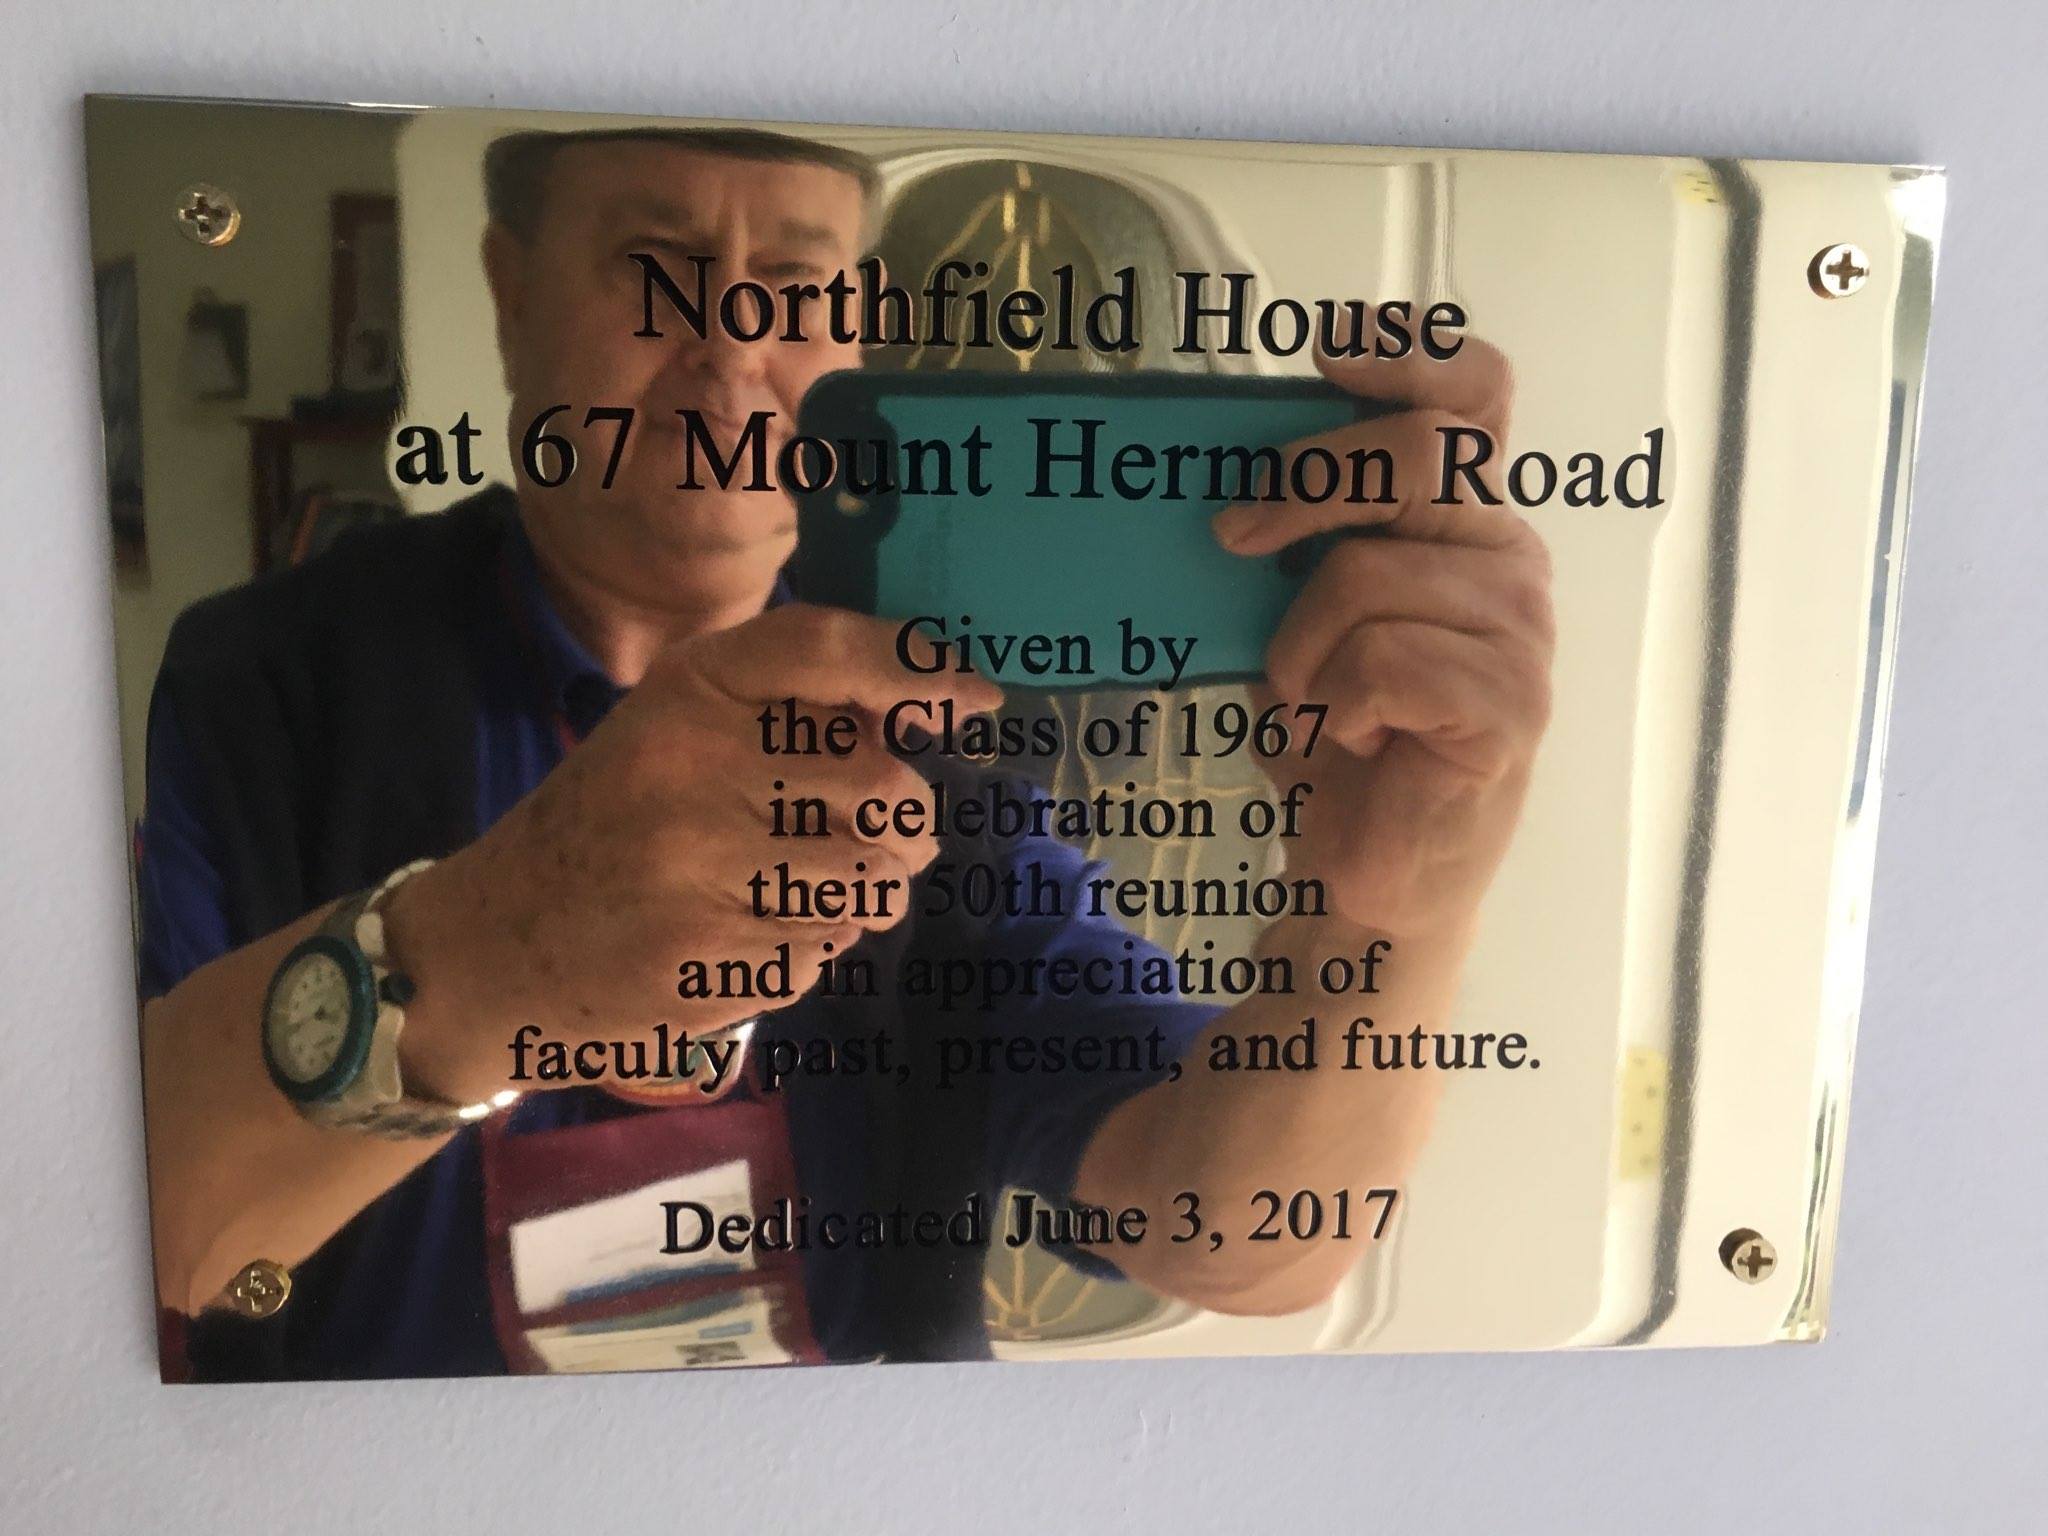 Northfield House
at 67 Mount Hermon Road
Given by
the Class of 1967
in celebration of
their 50th reunion
and in appreciation of
faculty past, present, and future.
Dedicated June 3, 2017